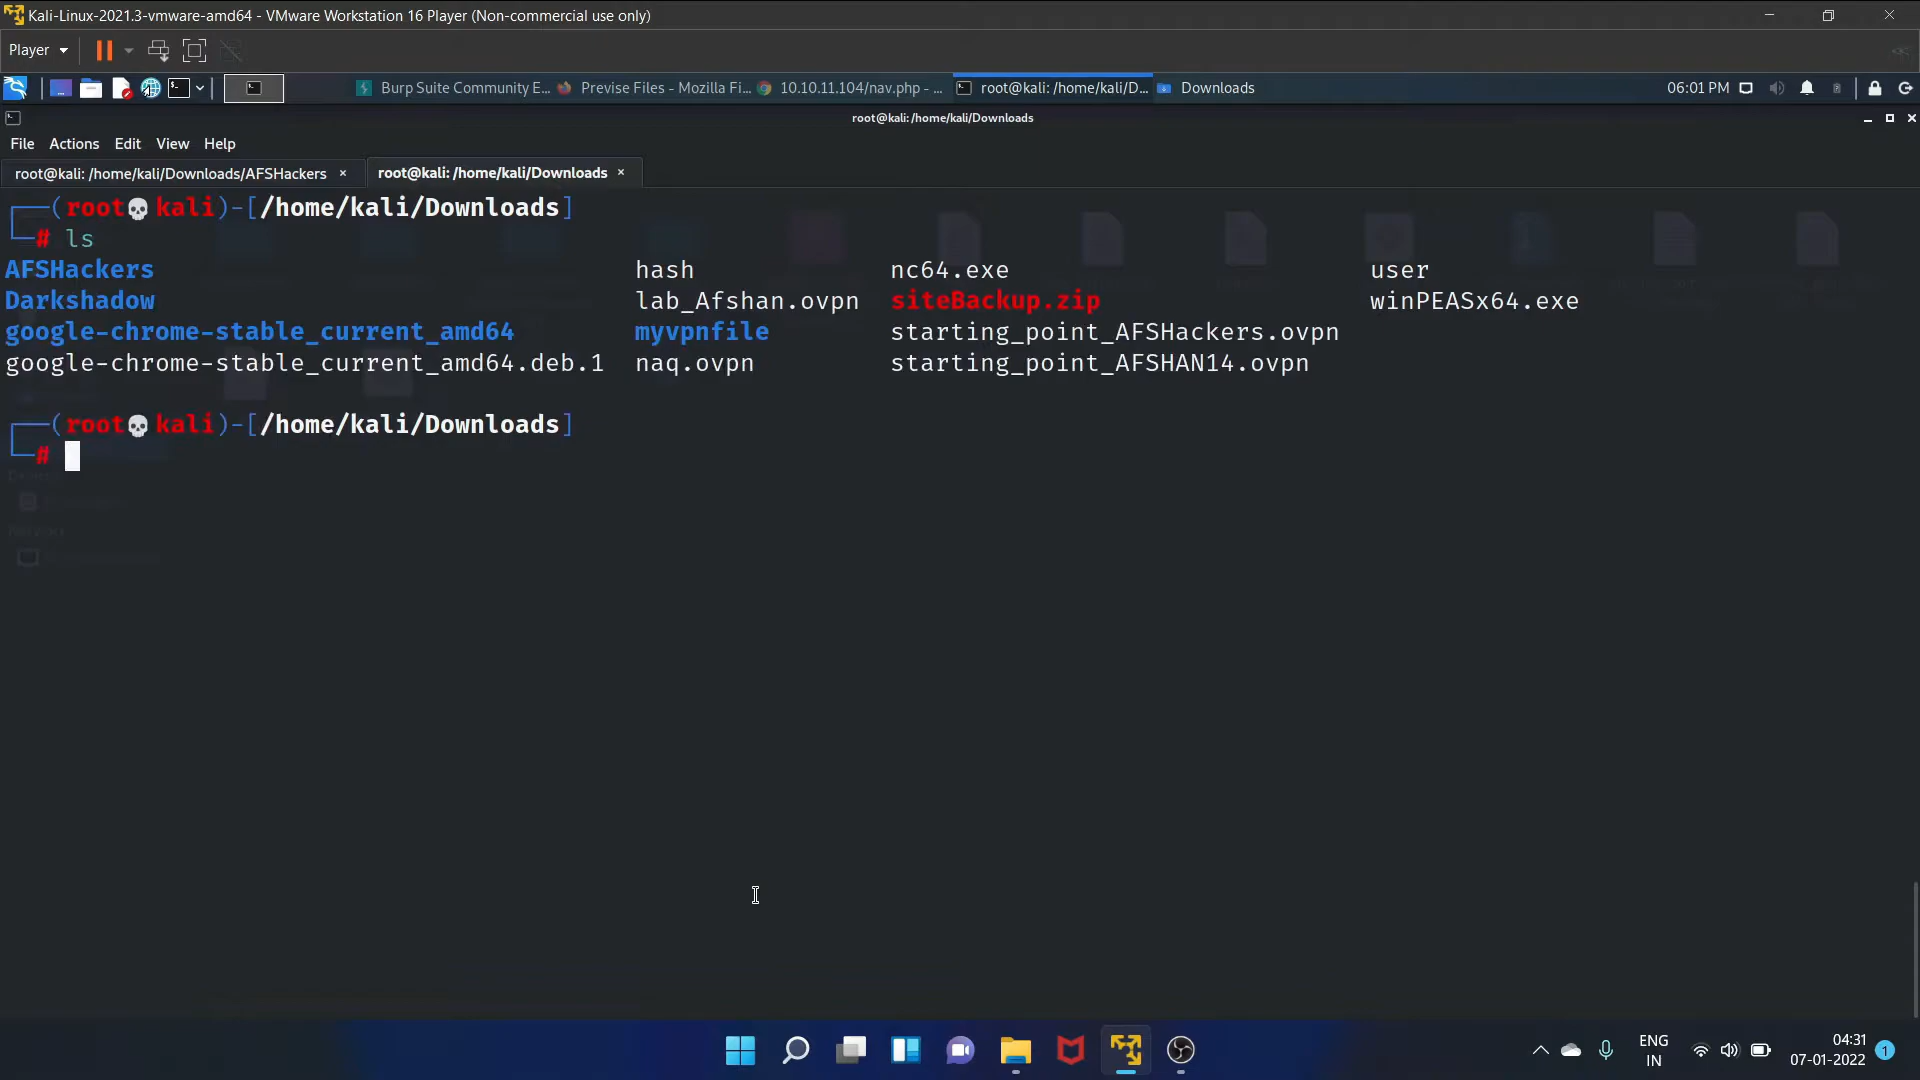 Kali-Linux-2021.3-vmware-amd64 - VMware Workstation 16 Player (Non-commercial use only)
Player
Burp Suite Community E... Previse Files - Mozilla Fi... 10.10.11.104/nav.php - ... root@kali: /home/kali/D... Downloads 06:01 PM
root@kali: /home/kali/Downloads
File Actions Edit View Help
root@kali: /home/kali/Downloads/AFSHackers × root@kali: /home/kali/Downloads ×
┌──(root💀kali)-[/home/kali/Downloads]
└─# ls
AFSHackers hash nc64.exe user
Darkshadow lab_Afshan.ovpn siteBackup.zip winPEASx64.exe
google-chrome-stable_current_amd64 myvpnfile starting_point_AFSHackers.ovpn
google-chrome-stable_current_amd64.deb.1 naq.ovpn starting_point_AFSHAN14.ovpn
┌──(root💀kali)-[/home/kali/Downloads]
└─#
ENG 04:31
IN 07-01-2022 1